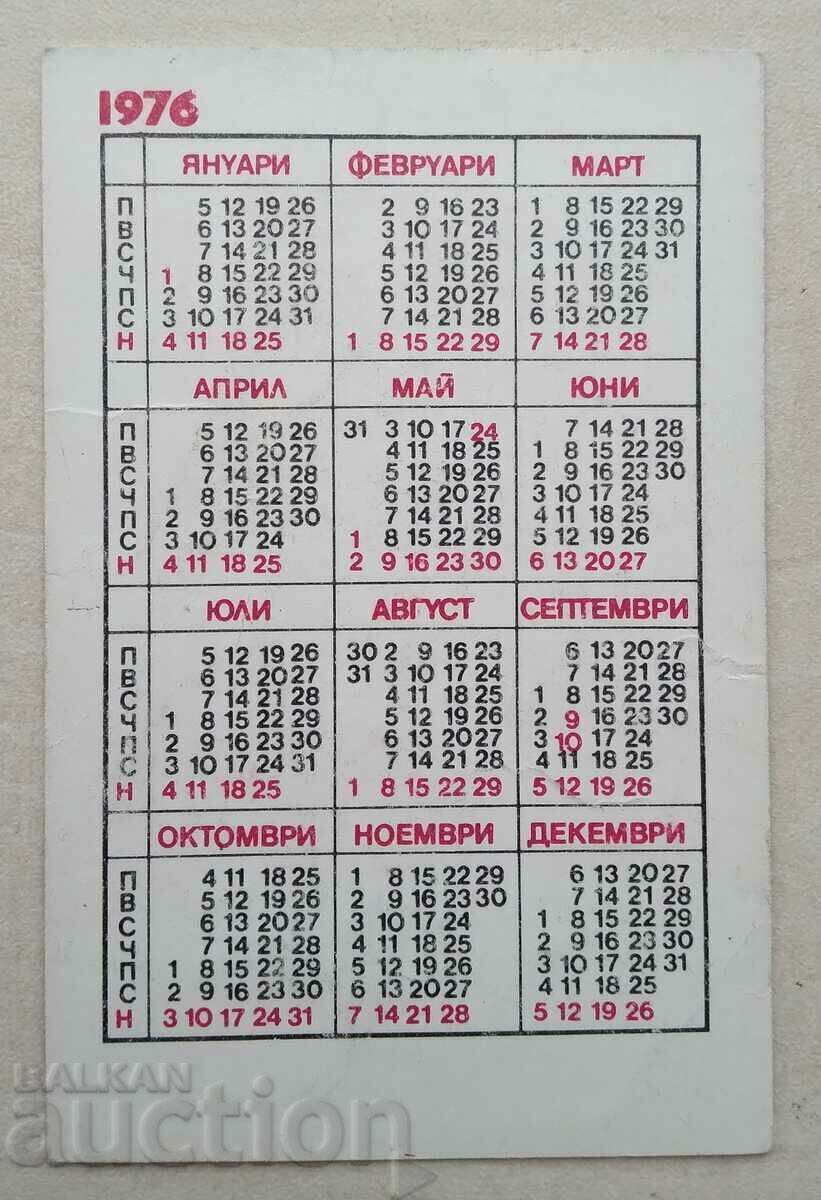 1976
ЯНУАРИ ФЕВРУАРИ МАРТ
П 5 12 19 26 2 9 16 23 1 8 15 22 29
В 6 13 20 27 3 10 17 24 2 9 16 23 30
С 7 14 21 28 4 11 18 25 3 10 17 24 31
Ч 1 8 15 22 29 5 12 19 26 4 11 18 25
П 2 9 16 23 30 6 13 20 27 5 12 19 26
С 3 10 17 24 31 7 14 21 28 6 13 20 27
Н 4 11 18 25 1 8 15 22 29 7 14 21 28
АПРИЛ МАЙ ЮНИ
П 5 12 19 26 31 3 10 17 24 7 14 21 28
В 6 13 20 27 4 11 18 25 1 8 15 22 29
С 7 14 21 28 5 12 19 26 2 9 16 23 30
Ч 1 8 15 22 29 6 13 20 27 3 10 17 24
П 2 9 16 23 30 7 14 21 28 4 11 18 25
С 3 10 17 24 1 8 15 22 29 5 12 19 26
Н 4 11 18 25 2 9 16 23 30 6 13 20 27
ЮЛИ АВГУСТ СЕПТЕМВРИ
П 5 12 19 26 30 2 9 16 23 6 13 20 27
В 6 13 20 27 31 3 10 17 24 7 14 21 28
С 7 14 21 28 4 11 18 25 1 8 15 22 29
Ч 1 8 15 22 29 5 12 19 26 2 9 16 23 30
П 2 9 16 23 30 6 13 20 27 3 10 17 24
С 3 10 17 24 31 7 14 21 28 4 11 18 25
Н 4 11 18 25 1 8 15 22 29 5 12 19 26
ОКТОМВРИ НОЕМВРИ ДЕКЕМВРИ
П 4 11 18 25 1 8 15 22 29 6 13 20 27
В 5 12 19 26 2 9 16 23 30 7 14 21 28
С 6 13 20 27 3 10 17 24 1 8 15 22 29
Ч 7 14 21 28 4 11 18 25 2 9 16 23 30
П 1 8 15 22 29 5 12 19 26 3 10 17 24 31
С 2 9 16 23 30 6 13 20 27 4 11 18 25
Н 3 10 17 24 31 7 14 21 28 5 12 19 26
BALKAN
auction